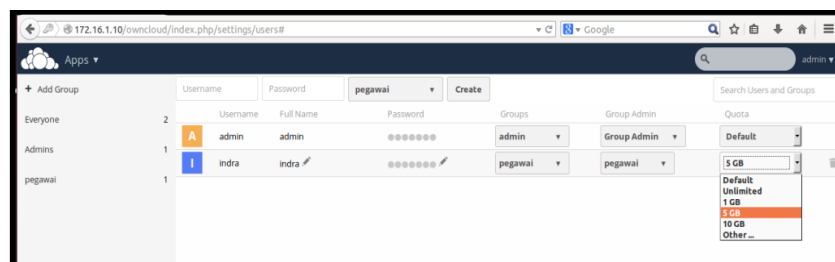 172.16.1.10/owncloud/index.php/settings/users#
Google
Apps
admin
+ Add Group
Username
Password
pegawai
Create
Search Users and Groups
Username
Full Name
Password
Groups
Group Admin
Quota
Everyone 2
Admins 1
pegawai 1
A admin admin admin Group Admin Default
I indra indra pegawai pegawai 5 GB
Default
Unlimited
1 GB
5 GB
10 GB
Other ...